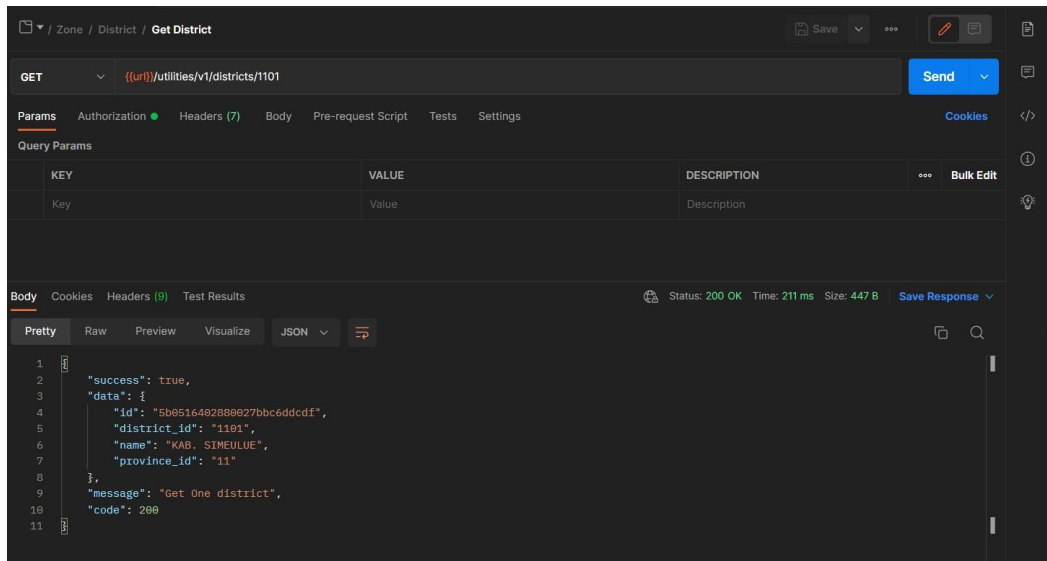 / Zone / District / Get District
Save
GET {{url}}/utilities/v1/districts/1101 Send
Params Authorization Headers (7) Body Pre-request Script Tests Settings Cookies
Query Params
KEY VALUE DESCRIPTION Bulk Edit
Key Value Description
Body Cookies Headers (9) Test Results Status: 200 OK Time: 211 ms Size: 447 B Save Response
Pretty Raw Preview Visualize JSON
1 {
2 "success": true,
3 "data": {
4 "id": "5b0516402880027bbc6ddcdf",
5 "district_id": "1101",
6 "name": "KAB. SIMEULUE",
7 "province_id": "11"
8 },
9 "message": "Get One district",
10 "code": 200
11 }